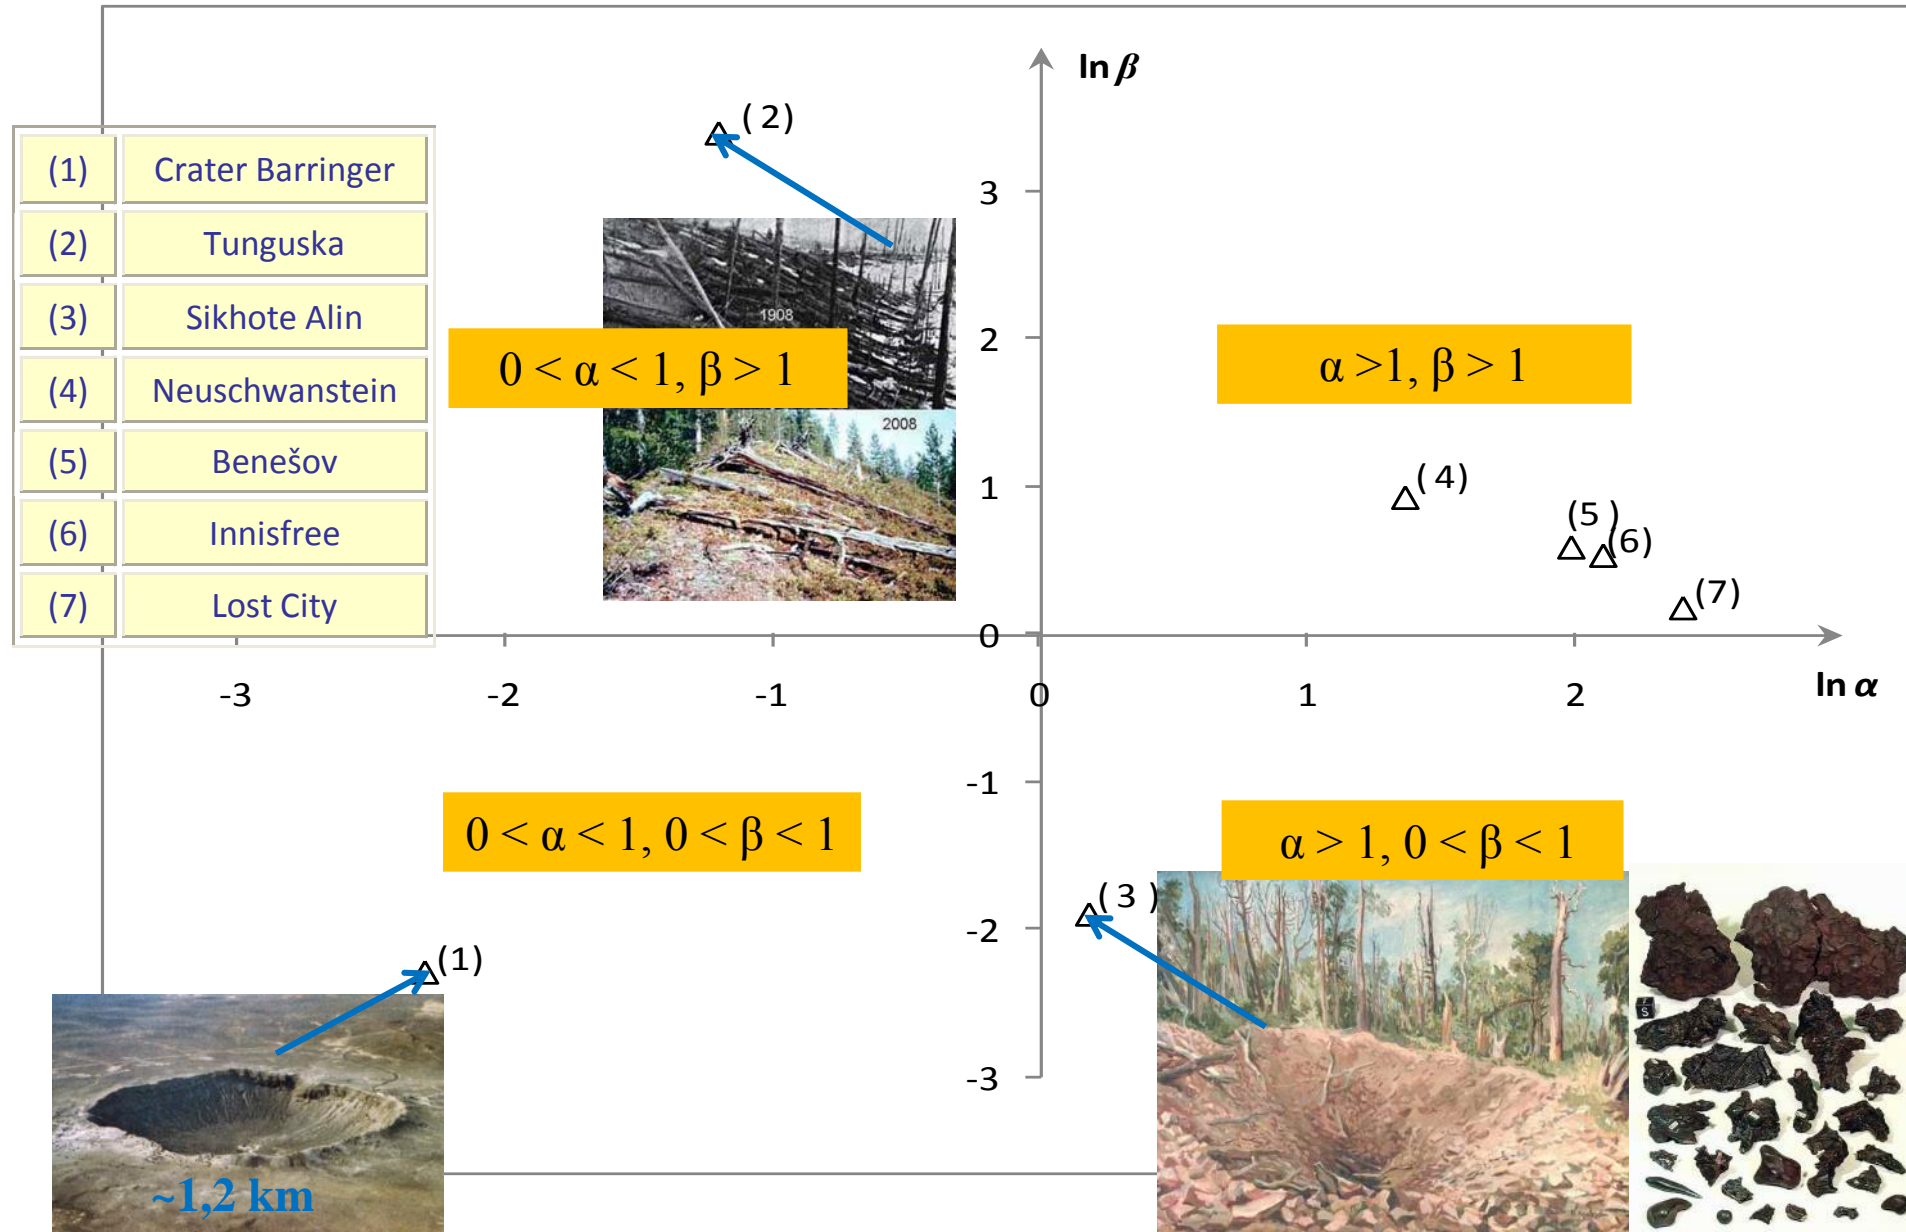 ln β
( 2)
(1) Crater Barringer
(2) Tunguska
(3) Sikhote Alin
(4) Neuschwanstein
(5) Benešov
(6) Innisfree
(7) Lost City
3
2
1
0
-1
-2
-3
1908
2008
0 < α < 1, β > 1
α >1, β > 1
( 4)
(5 )
(6)
(7)
-3 -2 -1 0 1 2
ln α
0 < α < 1, 0 < β < 1
α > 1, 0 < β < 1
( 3 )
(1)
~1,2 km
S